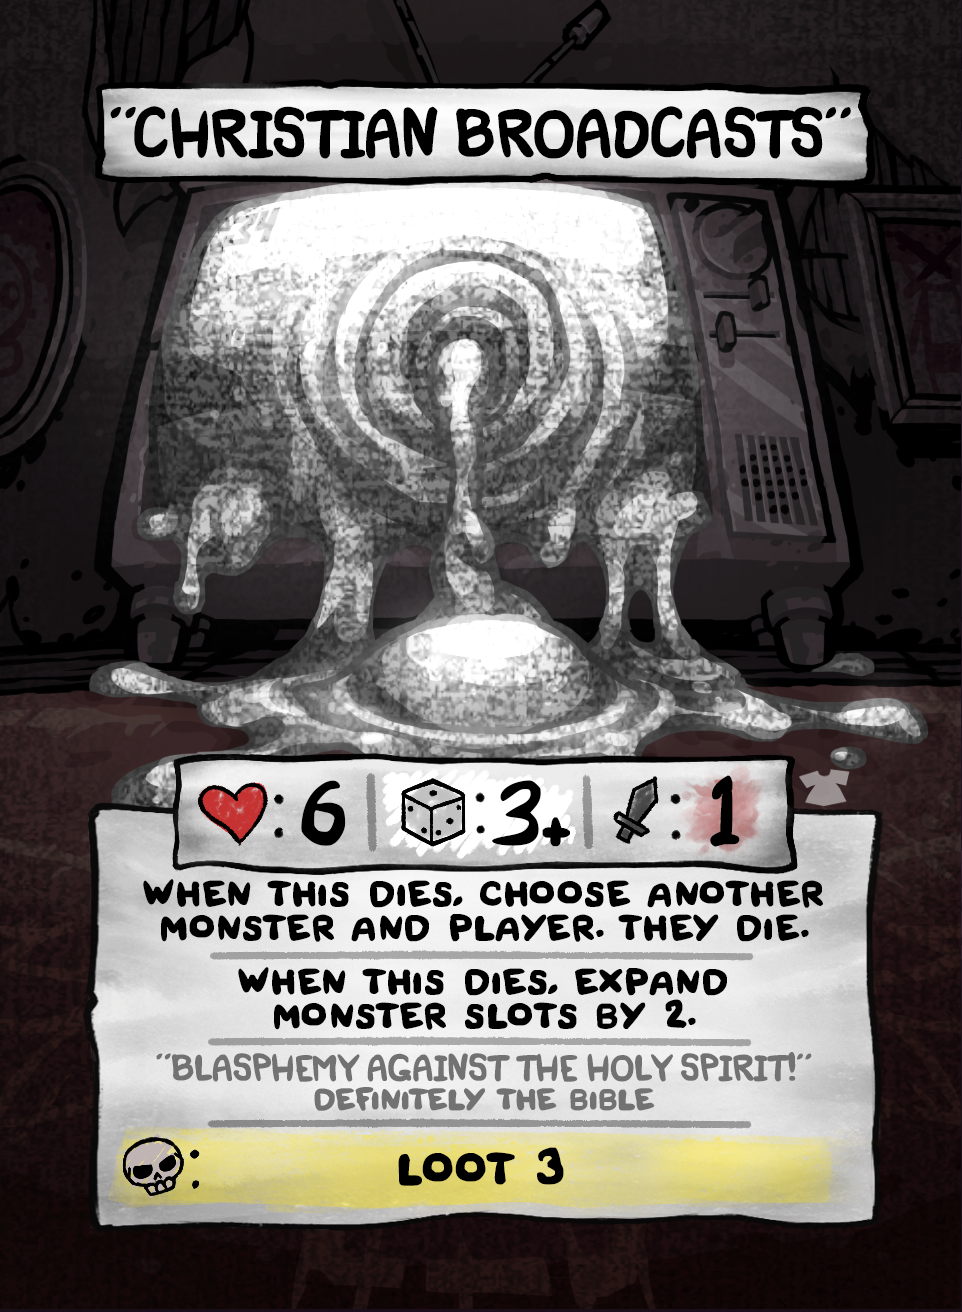 "CHRISTIAN BROADCASTS"
34
♥: 6 | 🎲: 3+ | 🗡: 1
WHEN THIS DIES, CHOOSE ANOTHER
MONSTER AND PLAYER. THEY DIE.
WHEN THIS DIES, EXPAND
MONSTER SLOTS BY 2.
"BLASPHEMY AGAINST THE HOLY SPIRIT!"
DEFINITELY THE BIBLE
: LOOT 3